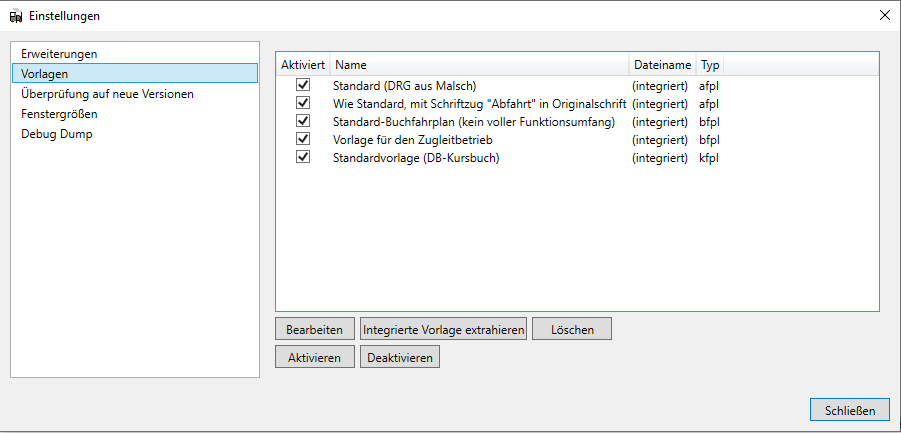 Einstellungen
Erweiterungen
Vorlagen
Überprüfung auf neue Versionen
Fenstergrößen
Debug Dump
Aktiviert Name Dateiname Typ
Standard (DRG aus Malsch) (integriert) afpl
Wie Standard, mit Schriftzug "Abfahrt" in Originalschrift (integriert) afpl
Standard-Buchfahrplan (kein voller Funktionsumfang) (integriert) bfpl
Vorlage für den Zugleitbetrieb (integriert) bfpl
Standardvorlage (DB-Kursbuch) (integriert) kfpl
Bearbeiten Integrierte Vorlage extrahieren Löschen
Aktivieren Deaktivieren
Schließen